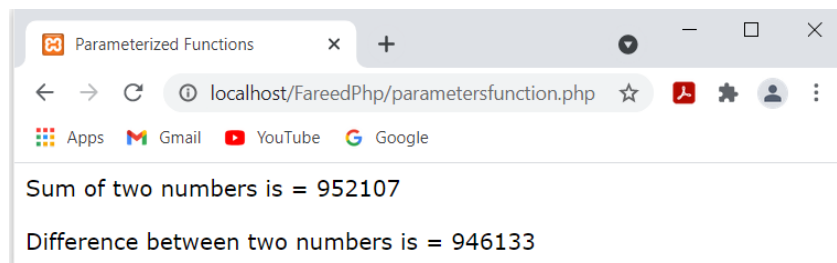 Parameterized Functions
localhost/FareedPhp/parametersfunction.php
Apps Gmail YouTube Google
Sum of two numbers is = 952107
Difference between two numbers is = 946133